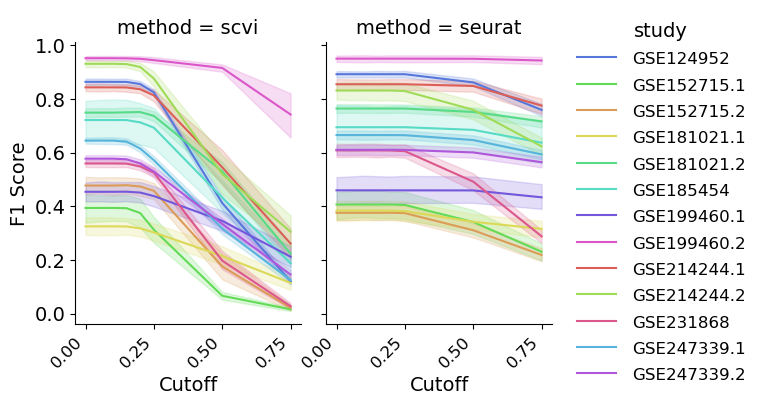 method = scvi
method = seurat
study
F1 Score
1.0
0.8
0.6
0.4
0.2
0.0
0.00
0.25
0.50
0.75
Cutoff
0.00
0.25
0.50
0.75
Cutoff
GSE124952
GSE152715.1
GSE152715.2
GSE181021.1
GSE181021.2
GSE185454
GSE199460.1
GSE199460.2
GSE214244.1
GSE214244.2
GSE231868
GSE247339.1
GSE247339.2